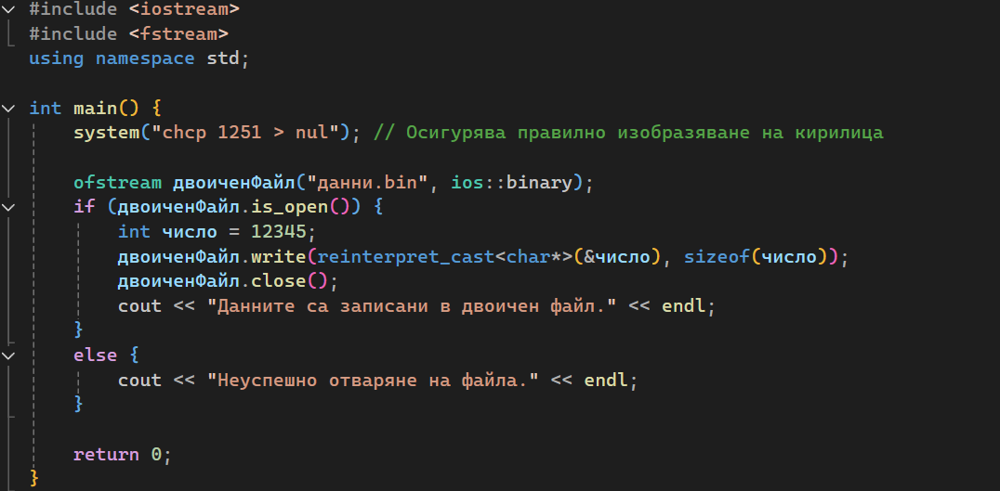 #include <iostream>
#include <fstream>
using namespace std;
int main() {
system("chcp 1251 > nul"); // Осигурява правилно изобразяване на кирилица
ofstream двоиченФайл("данни.bin", ios::binary);
if (двоиченФайл.is_open()) {
int число = 12345;
двоиченФайл.write(reinterpret_cast<char*>(&число), sizeof(число));
двоиченФайл.close();
cout << "Данните са записани в двоичен файл." << endl;
}
else {
cout << "Неуспешно отваряне на файла." << endl;
}
return 0;
}